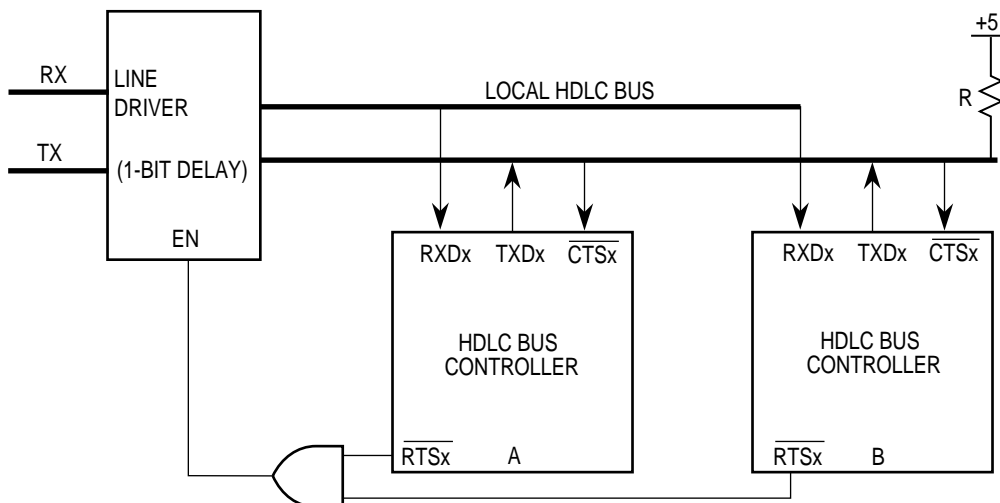 +5
RX
LINE
DRIVER
LOCAL HDLC BUS
R
TX
(1-BIT DELAY)
EN
RXDx TXDx CTSx
RXDx TXDx CTSx
HDLC BUS
CONTROLLER
HDLC BUS
CONTROLLER
RTSx A
RTSx B